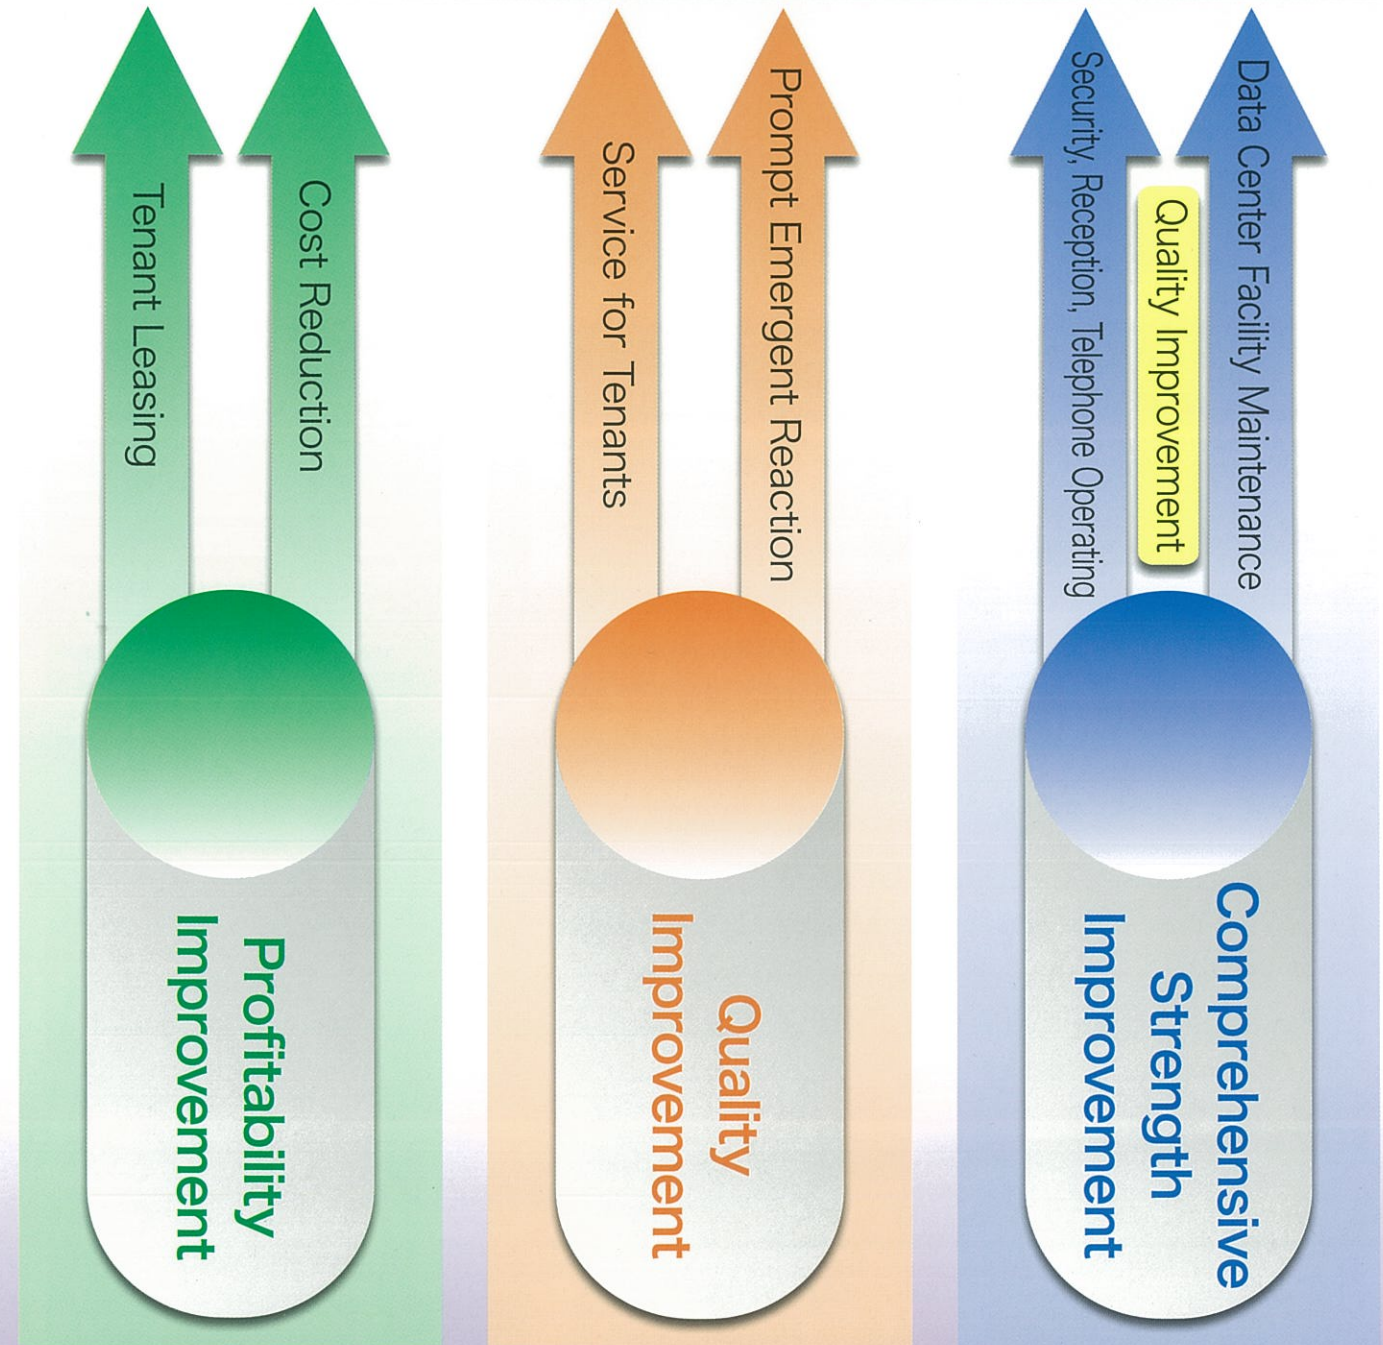 Data Center Facility Maintenance
Quality Improvement
Security, Reception, Telephone Operating
Comprehensive
Strength
Improvement
Prompt Emergent Reaction
Service for Tenants
Quality
Improvement
Cost Reduction
Tenant Leasing
Profitability
Improvement